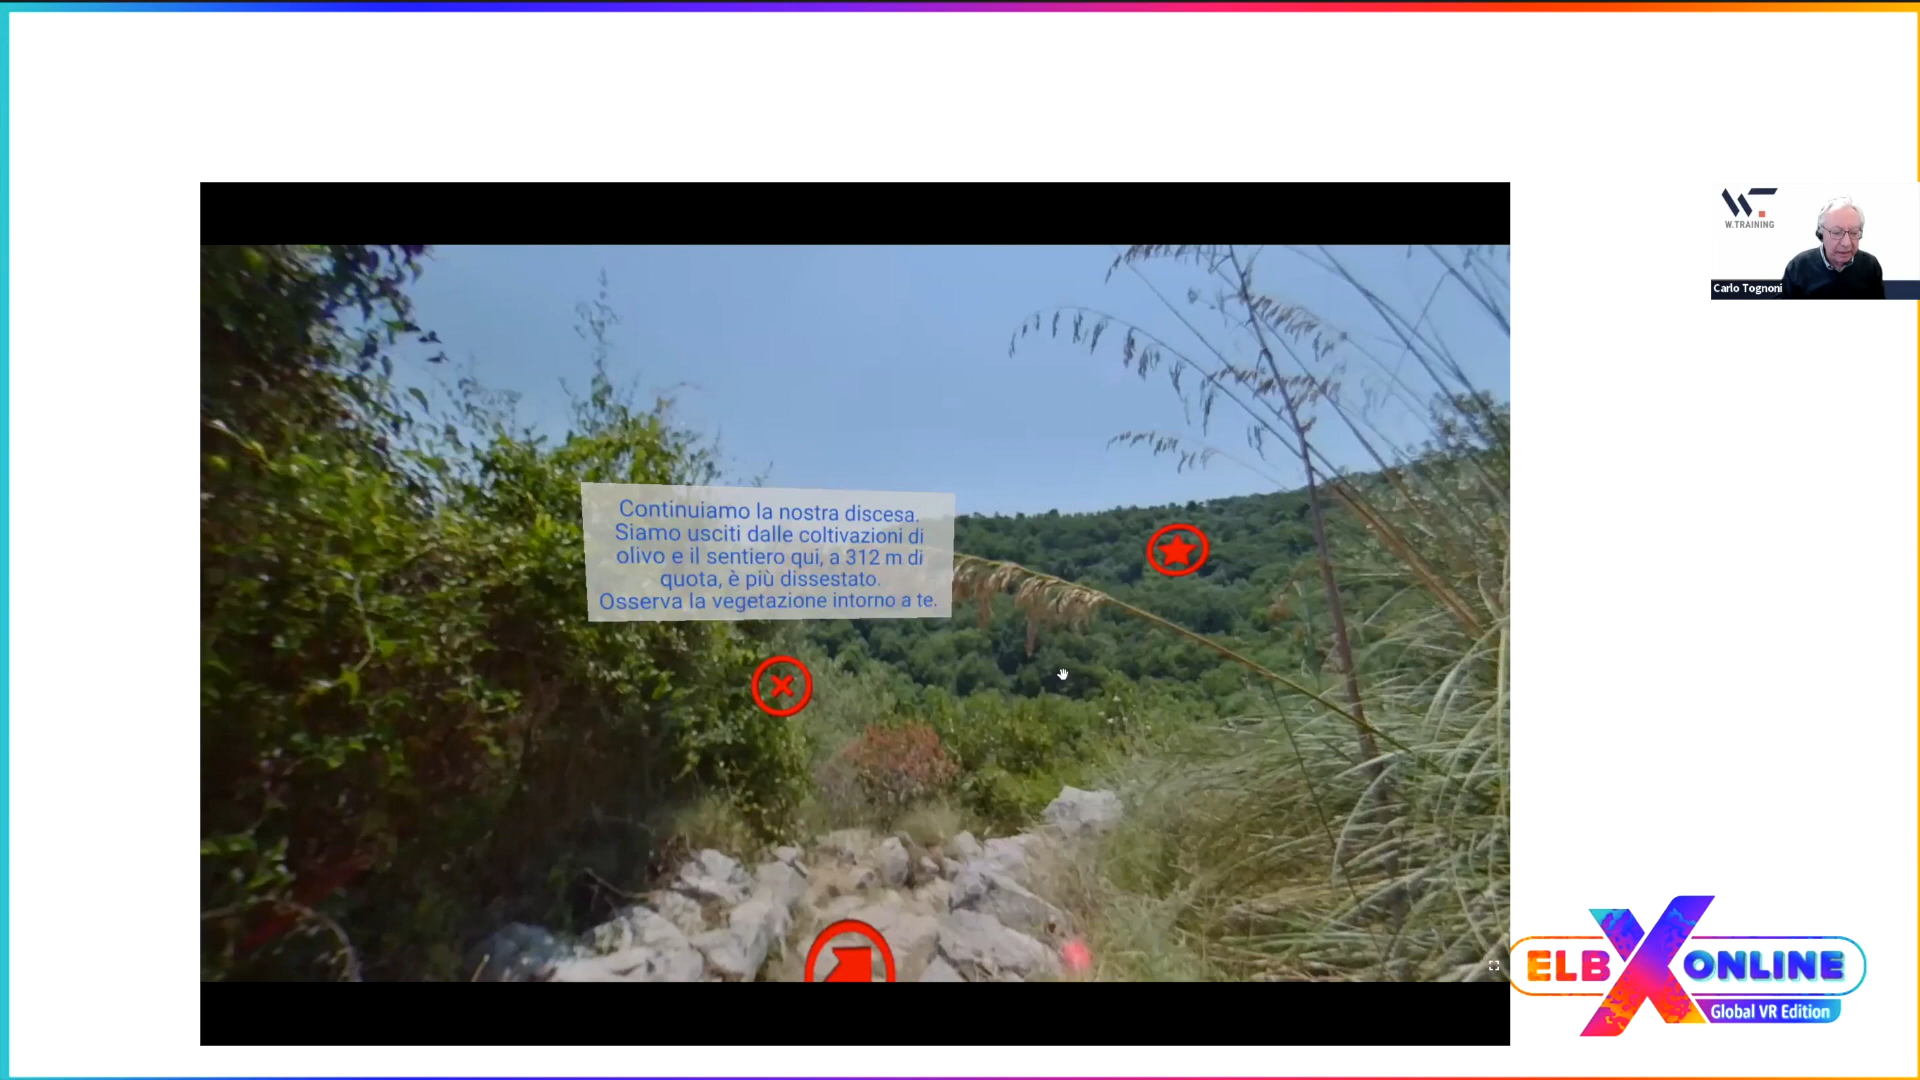 W.TRAINING
Carlo Tognoni
Continuiamo la nostra discesa.
Siamo usciti dalle coltivazioni di
olivo e il sentiero qui, a 312 m di
quota, è più dissestato.
Osserva la vegetazione intorno a te.
ELB X ONLINE
Global VR Edition